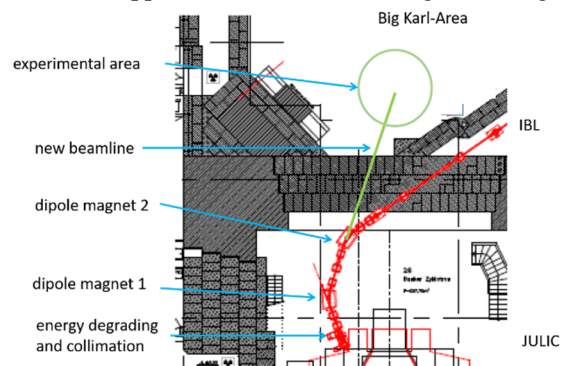 Big Karl-Area
experimental area
IBL
new beamline
dipole magnet 2
dipole magnet 1
energy degrading
and collimation
JULIC